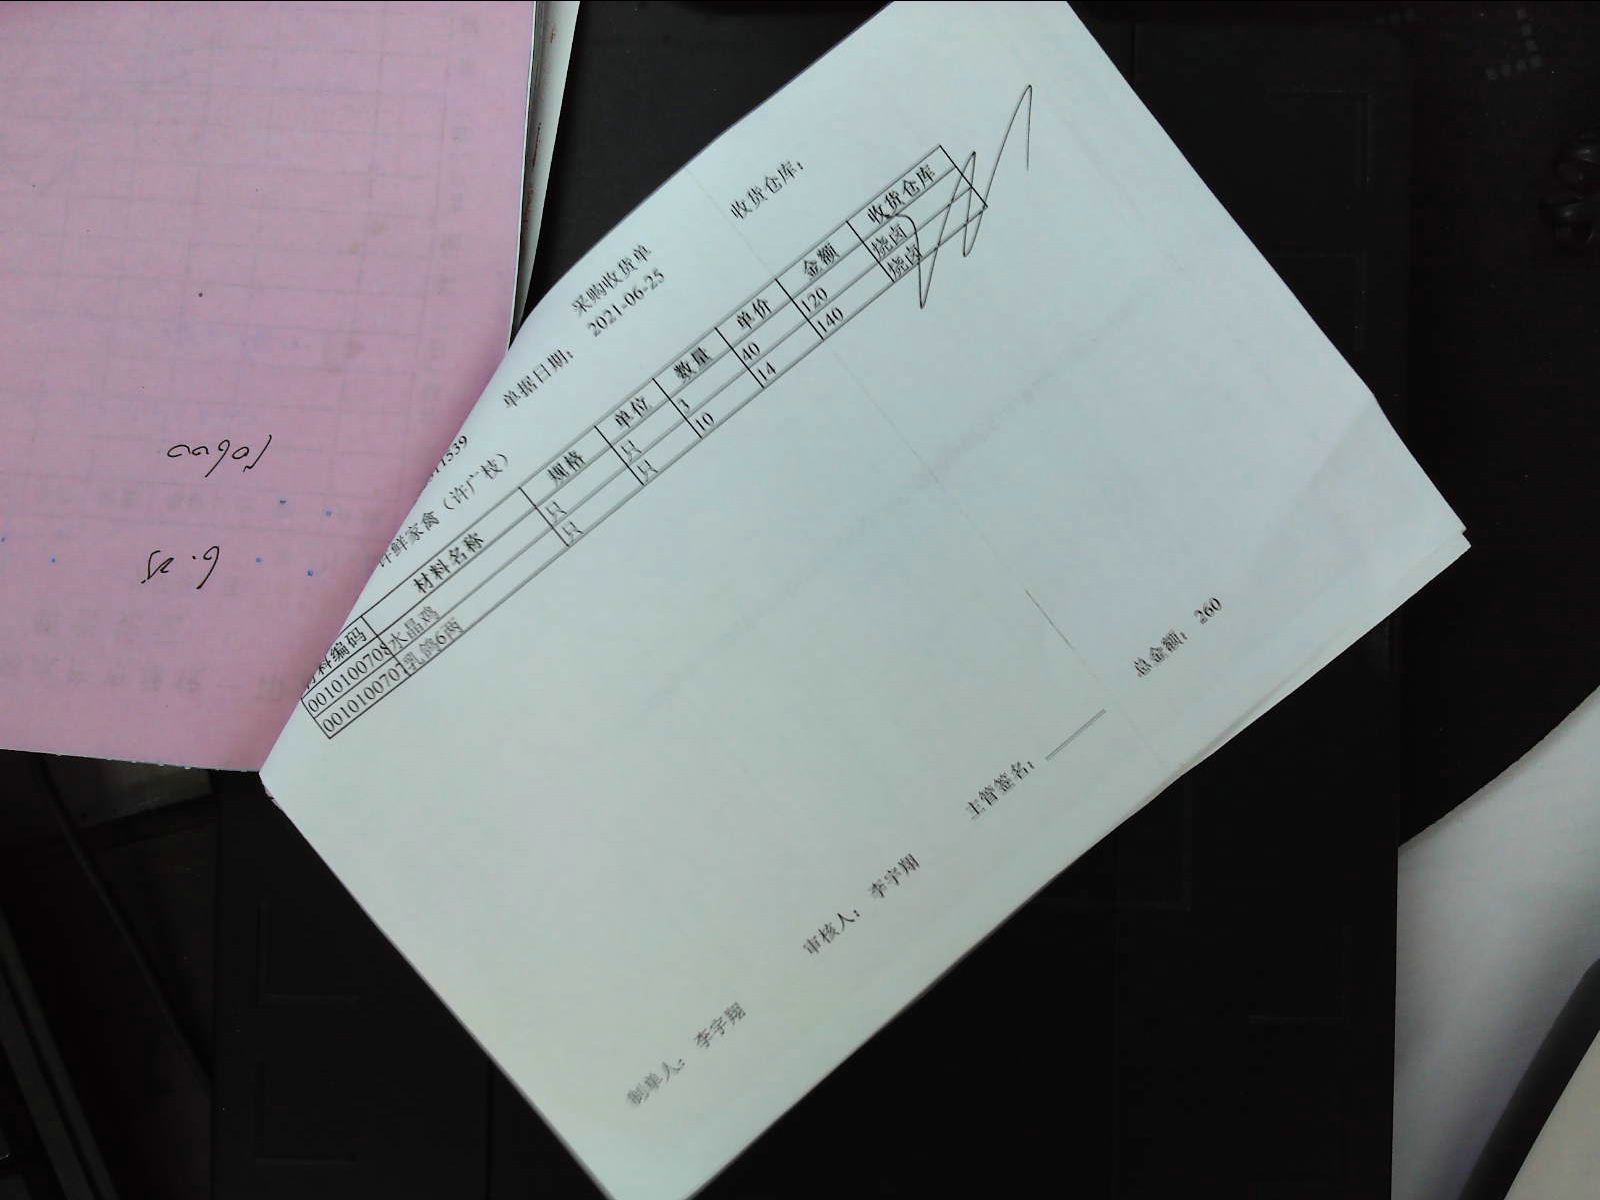 采购收货单
单据日期： 2021-06-25 收货仓库：
11539
许鲜家禽（许广枝）
材料编码 材料名称 规格 单位 数量 单价 金额 收货仓库
0010100708 水晶鸡 只 只 3 40 120 烧卤
0010100707 乳鸽6两 只 只 10 14 140 烧卤
总金额： 260
制单人： 李宇翔 审核人： 李宇翔 主管签名：